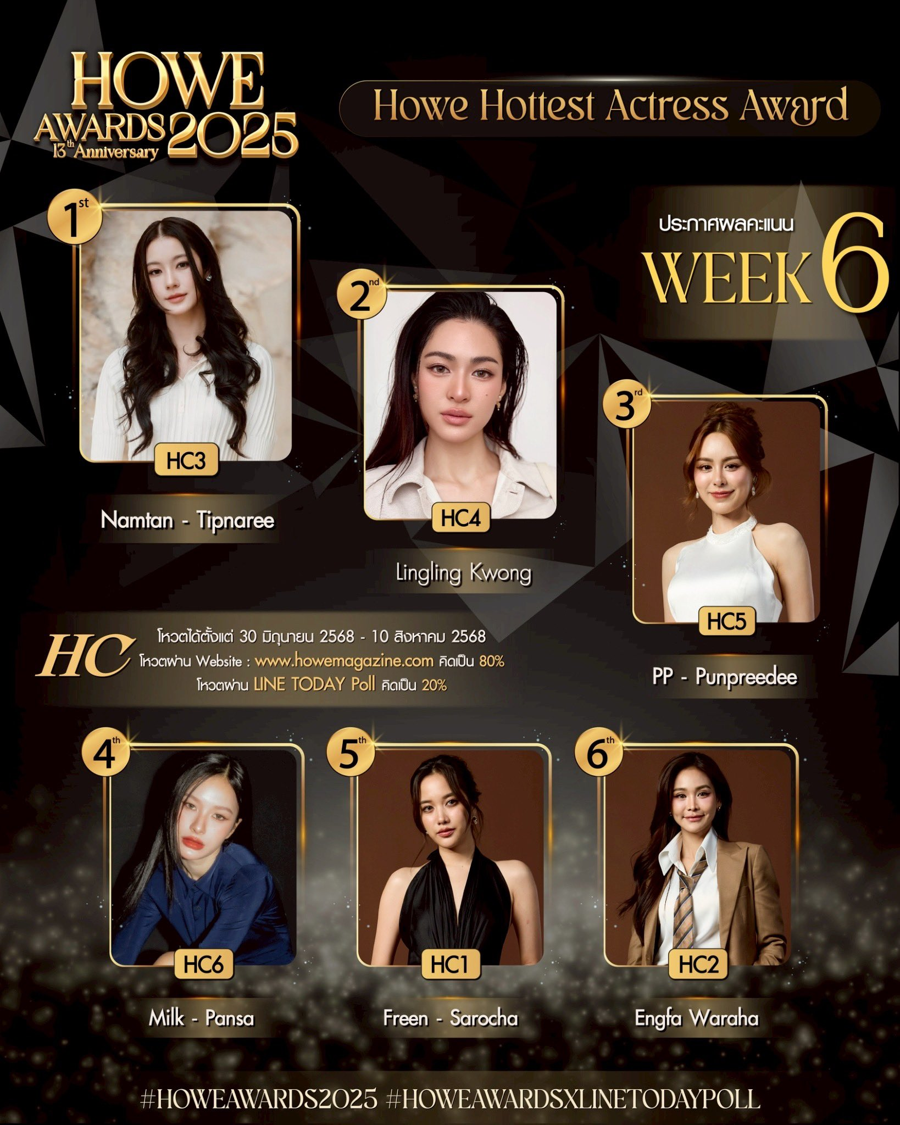 HOWE
AWARDS 2025
13th Anniversary
Howe Hottest Actress Award
ประกาศผลคะแนน
WEEK 6
1st
HC3
Namtan - Tipnaree
2nd
HC4
Lingling Kwong
3rd
HC5
PP - Punpreedee
HC
โหวตได้ตั้งแต่ 30 มิถุนายน 2568 - 10 สิงหาคม 2568
โหวตผ่าน Website : www.howemagazine.com คิดเป็น 80%
โหวตผ่าน LINE TODAY Poll คิดเป็น 20%
4th
HC6
Milk - Pansa
5th
HC1
Freen - Sarocha
6th
HC2
Engfa Waraha
#HOWEAWARDS2025 #HOWEAWARDSXLINETODAYPOLL